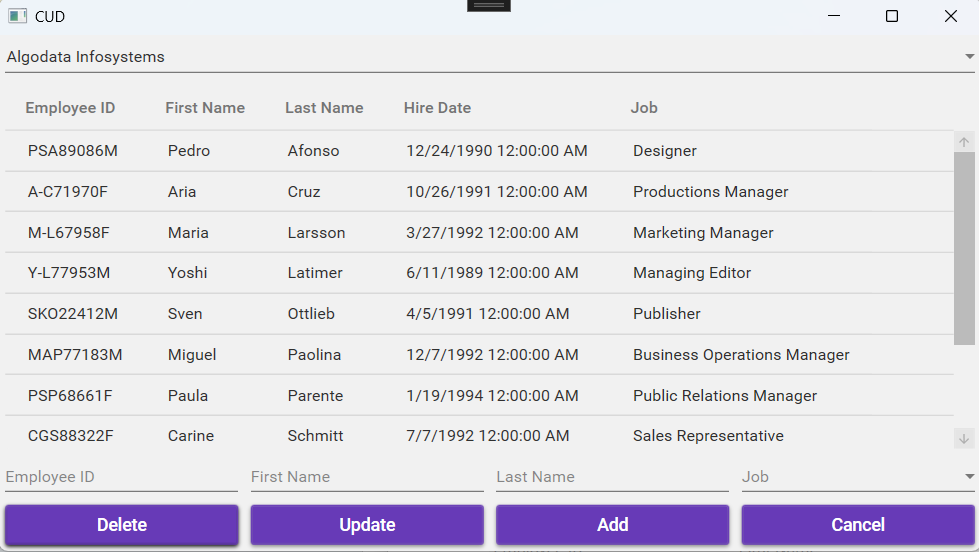 CUD
Algodata Infosystems
Employee ID First Name Last Name Hire Date Job
PSA89086M Pedro Afonso 12/24/1990 12:00:00 AM Designer
A-C71970F Aria Cruz 10/26/1991 12:00:00 AM Productions Manager
M-L67958F Maria Larsson 3/27/1992 12:00:00 AM Marketing Manager
Y-L77953M Yoshi Latimer 6/11/1989 12:00:00 AM Managing Editor
SKO22412M Sven Ottlieb 4/5/1991 12:00:00 AM Publisher
MAP77183M Miguel Paolina 12/7/1992 12:00:00 AM Business Operations Manager
PSP68661F Paula Parente 1/19/1994 12:00:00 AM Public Relations Manager
CGS88322F Carine Schmitt 7/7/1992 12:00:00 AM Sales Representative
Employee ID First Name Last Name Job
Delete Update Add Cancel